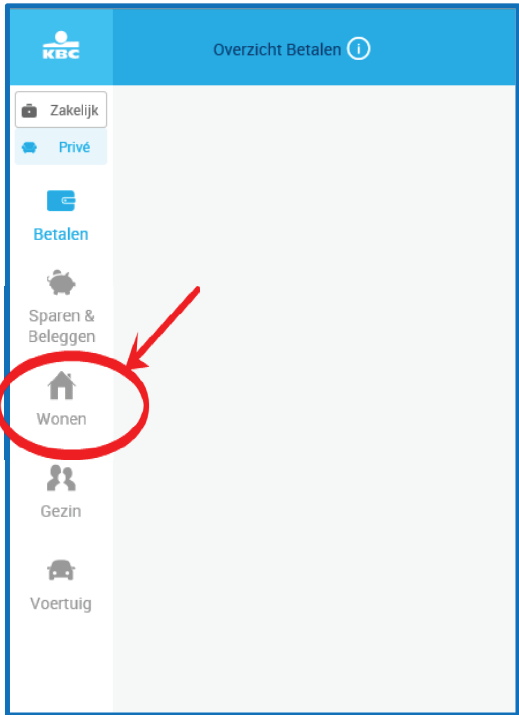 KBC
Overzicht Betalen
Zakelijk
Privé
Betalen
Sparen &
Beleggen
Wonen
Gezin
Voertuig